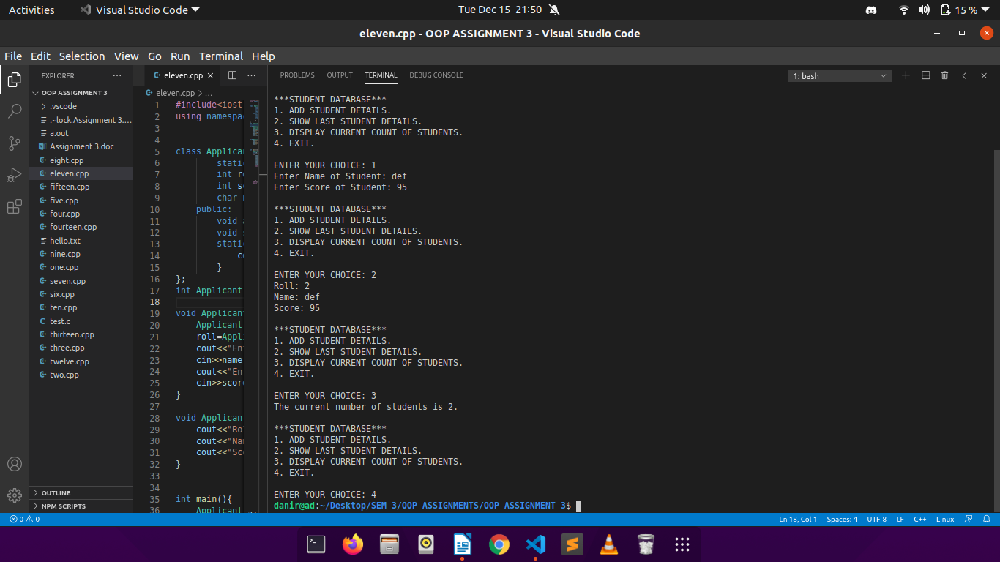 Activities
Visual Studio Code
Tue Dec 15 21:50
15 %
eleven.cpp - OOP ASSIGNMENT 3 - Visual Studio Code
File Edit Selection View Go Run Terminal Help
EXPLORER
OOP ASSIGNMENT 3
.vscode
.~lock.Assignment 3....
a.out
Assignment 3.doc
eight.cpp
eleven.cpp
fifteen.cpp
five.cpp
four.cpp
fourteen.cpp
hello.txt
nine.cpp
one.cpp
seven.cpp
six.cpp
ten.cpp
test.c
thirteen.cpp
three.cpp
twelve.cpp
two.cpp
OUTLINE
NPM SCRIPTS
eleven.cpp
eleven.cpp > ...
1 #include<iost
2 using namespa
3
4
5 class Applican
6 stati
7 int r
8 int s
9 char
10 public:
11 void
12 void
13 stati
14 c
15 }
16 };
17 int Applicant
18
19 void Applican
20 Applicant
21 roll=Appl
22 cout<<"En
23 cin>>name
24 cout<<"En
25 cin>>scor
26 }
27
28 void Applican
29 cout<<"Ro
30 cout<<"Na
31 cout<<"Sc
32 }
33
34
35 int main(){
36 Applicant
PROBLEMS OUTPUT TERMINAL DEBUG CONSOLE
1: bash
***STUDENT DATABASE***
1. ADD STUDENT DETAILS.
2. SHOW LAST STUDENT DETAILS.
3. DISPLAY CURRENT COUNT OF STUDENTS.
4. EXIT.
ENTER YOUR CHOICE: 1
Enter Name of Student: def
Enter Score of Student: 95
***STUDENT DATABASE***
1. ADD STUDENT DETAILS.
2. SHOW LAST STUDENT DETAILS.
3. DISPLAY CURRENT COUNT OF STUDENTS.
4. EXIT.
ENTER YOUR CHOICE: 2
Roll: 2
Name: def
Score: 95
***STUDENT DATABASE***
1. ADD STUDENT DETAILS.
2. SHOW LAST STUDENT DETAILS.
3. DISPLAY CURRENT COUNT OF STUDENTS.
4. EXIT.
ENTER YOUR CHOICE: 3
The current number of students is 2.
***STUDENT DATABASE***
1. ADD STUDENT DETAILS.
2. SHOW LAST STUDENT DETAILS.
3. DISPLAY CURRENT COUNT OF STUDENTS.
4. EXIT.
ENTER YOUR CHOICE: 4
danir@ad:~/Desktop/SEM 3/OOP ASSIGNMENTS/OOP ASSIGNMENT 3$
0 0
Ln 18, Col 1 Spaces: 4 UTF-8 LF C++ Linux